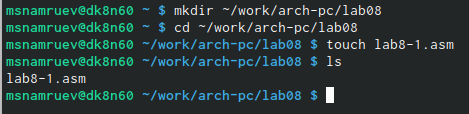 msnamruev@dk8n60 ~ $ mkdir ~/work/arch-pc/lab08
msnamruev@dk8n60 ~ $ cd ~/work/arch-pc/lab08
msnamruev@dk8n60 ~/work/arch-pc/lab08 $ touch lab8-1.asm
msnamruev@dk8n60 ~/work/arch-pc/lab08 $ ls
lab8-1.asm
msnamruev@dk8n60 ~/work/arch-pc/lab08 $